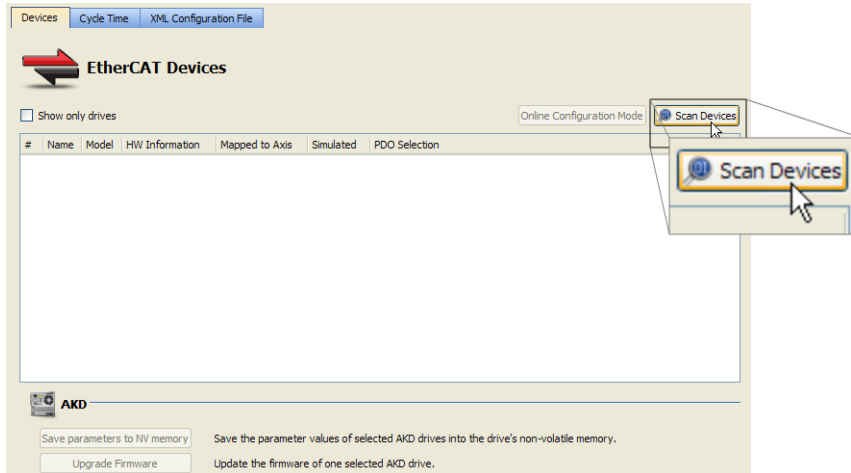 Devices Cycle Time XML Configuration File
EtherCAT Devices
Show only drives Online Configuration Mode Scan Devices
# Name Model HW Information Mapped to Axis Simulated PDO Selection
Scan Devices
AKD
Save parameters to NV memory Save the parameter values of selected AKD drives into the drive's non-volatile memory.
Upgrade Firmware Update the firmware of one selected AKD drive.